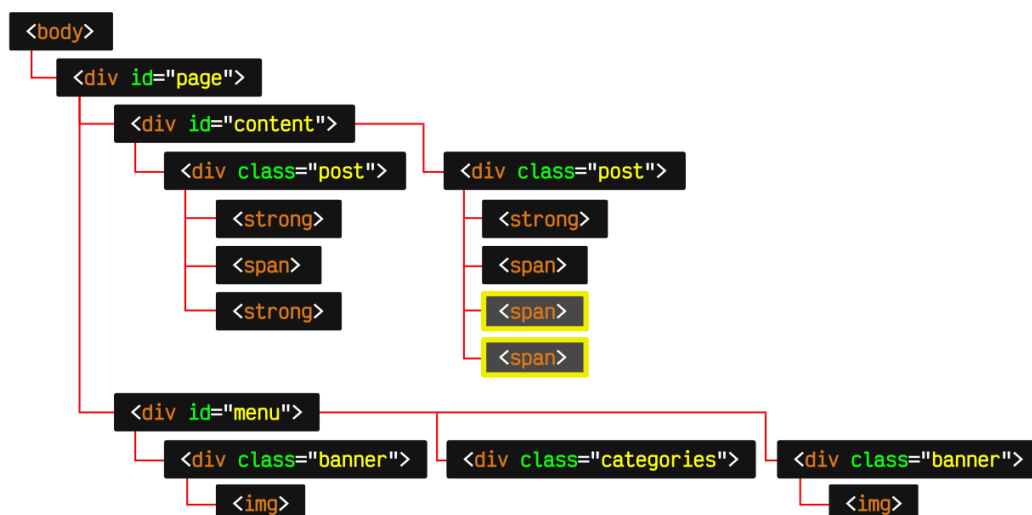 <body>
<div id="page">
<div id="content">
<div class="post"> <div class="post">
<strong> <strong>
<span> <span>
<strong> <span>
<span>
<div id="menu">
<div class="banner"> <div class="categories"> <div class="banner">
<img> <img>